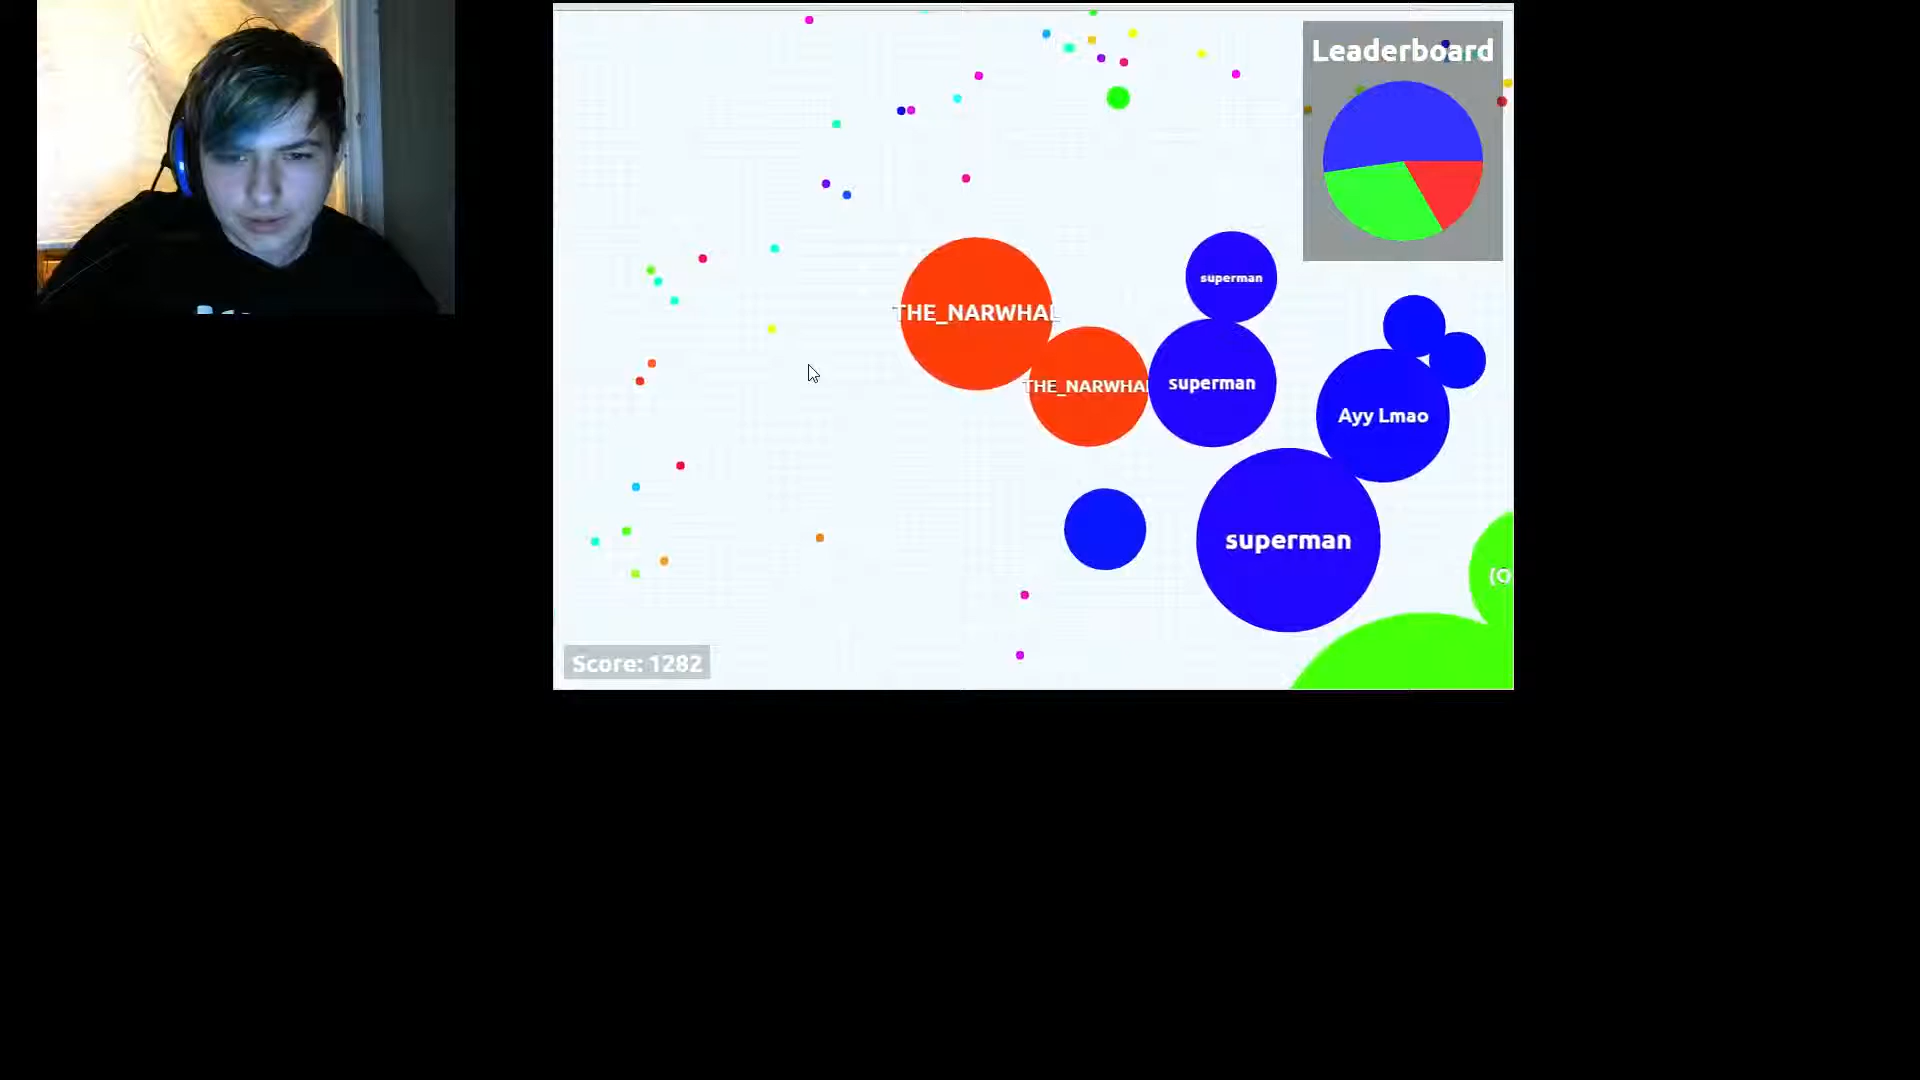 Leaderboard
superman
THE_NARWHAL
THE_NARWHAL
superman
Ayy Lmao
superman
(O
Score: 1282